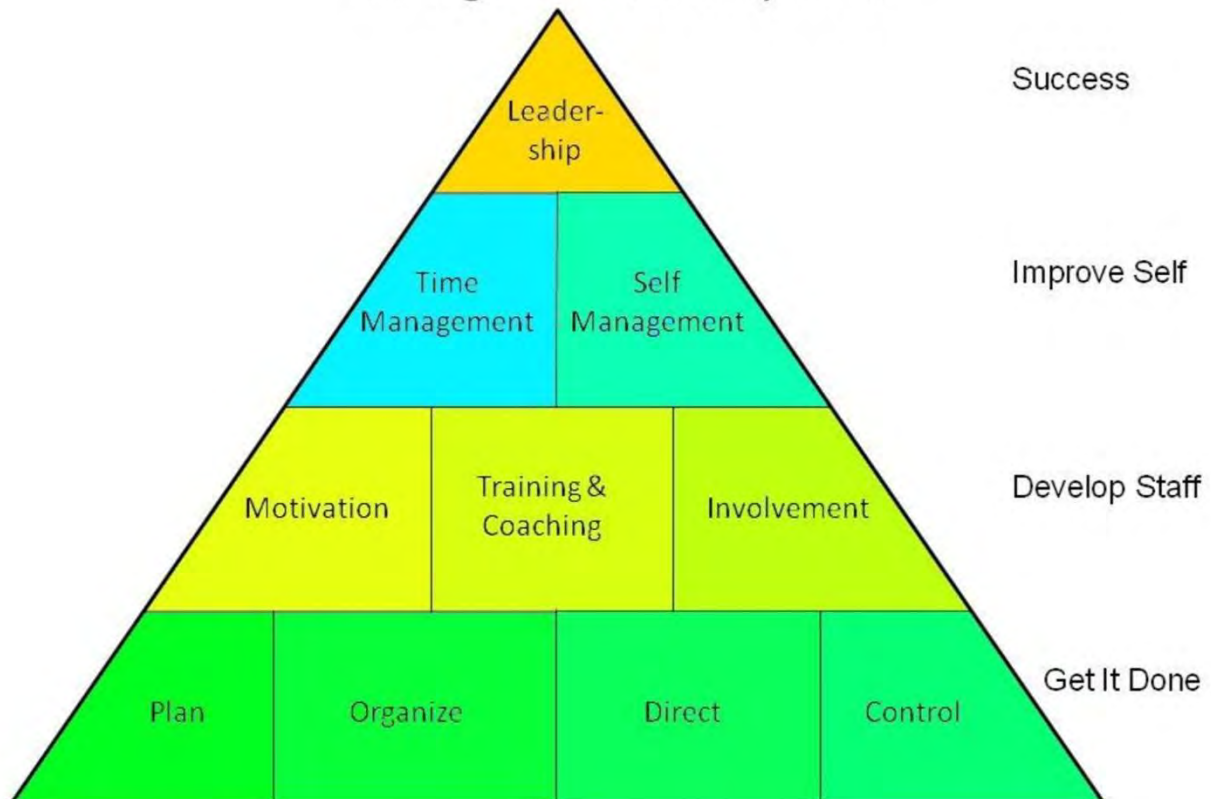 Success
Leader-
ship
Improve Self
Time
Management
Self
Management
Develop Staff
Motivation
Training &
Coaching
Involvement
Get It Done
Plan
Organize
Direct
Control